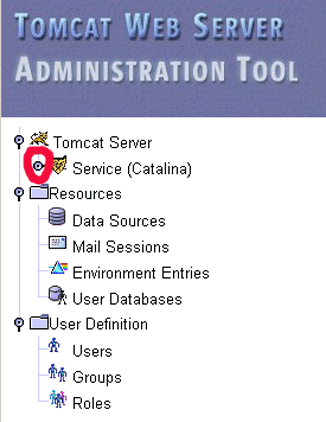 TOMCAT WEB SERVER
ADMINISTRATION TOOL
Tomcat Server
Service (Catalina)
Resources
Data Sources
Mail Sessions
Environment Entries
User Databases
User Definition
Users
Groups
Roles